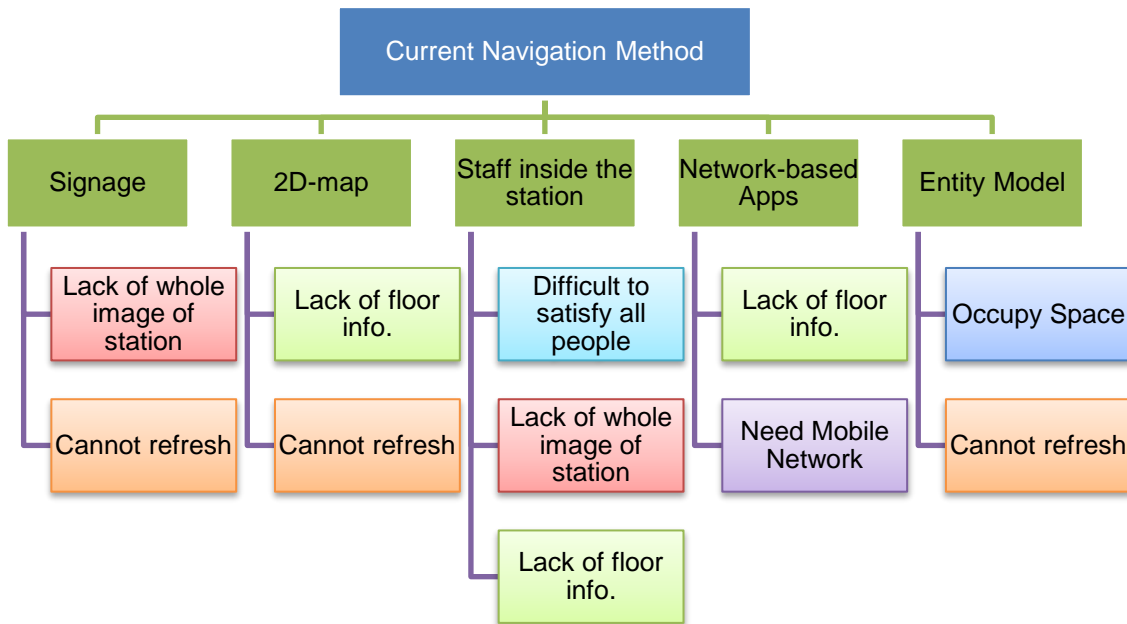 Current Navigation Method
Signage
2D-map
Staff inside the
station
Network-based
Apps
Entity Model
Lack of whole
image of
station
Cannot refresh
Lack of floor
info.
Cannot refresh
Difficult to
satisfy all
people
Lack of whole
image of
station
Lack of floor
info.
Lack of floor
info.
Need Mobile
Network
Occupy Space
Cannot refresh